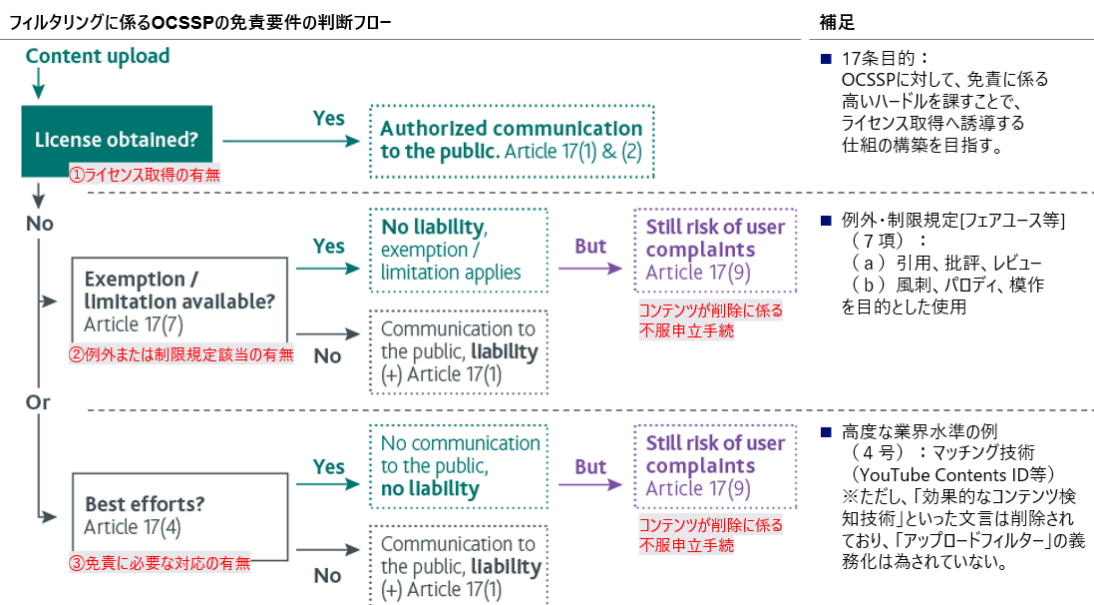 フィルタリングに係るOCSSPの免責要件の判断フロー
補足
Content upload
License obtained?
①ライセンス取得の有無
Yes
Authorized communication
to the public. Article 17(1) & (2)
■ 17条目的：
OCSSPに対して、免責に係る
高いハードルを課すことで、
ライセンス取得へ誘導する
仕組の構築を目指す。
No
Exemption /
limitation available?
Article 17(7)
②例外または制限規定該当の有無
Yes
No liability,
exemption /
limitation applies
But
Still risk of user
complaints
Article 17(9)
コンテンツが削除に係る
不服申立手続
No
Communication to
the public, liability
(+) Article 17(1)
■ 例外・制限規定[フェアユース等]
（７項）：
（a）引用、批評、レビュー
（b）風刺、パロディ、模作
を目的とした使用
Or
Best efforts?
Article 17(4)
③免責に必要な対応の有無
Yes
No communication
to the public,
no liability
But
Still risk of user
complaints
Article 17(9)
コンテンツが削除に係る
不服申立手続
No
Communication to
the public, liability
(+) Article 17(1)
■ 高度な業界水準の例
（４号）：マッチング技術
（YouTube Contents ID等）
※ただし、「効果的なコンテンツ検
知技術」といった文言は削除され
ており、「アップロードフィルター」の義
務化は為されていない。